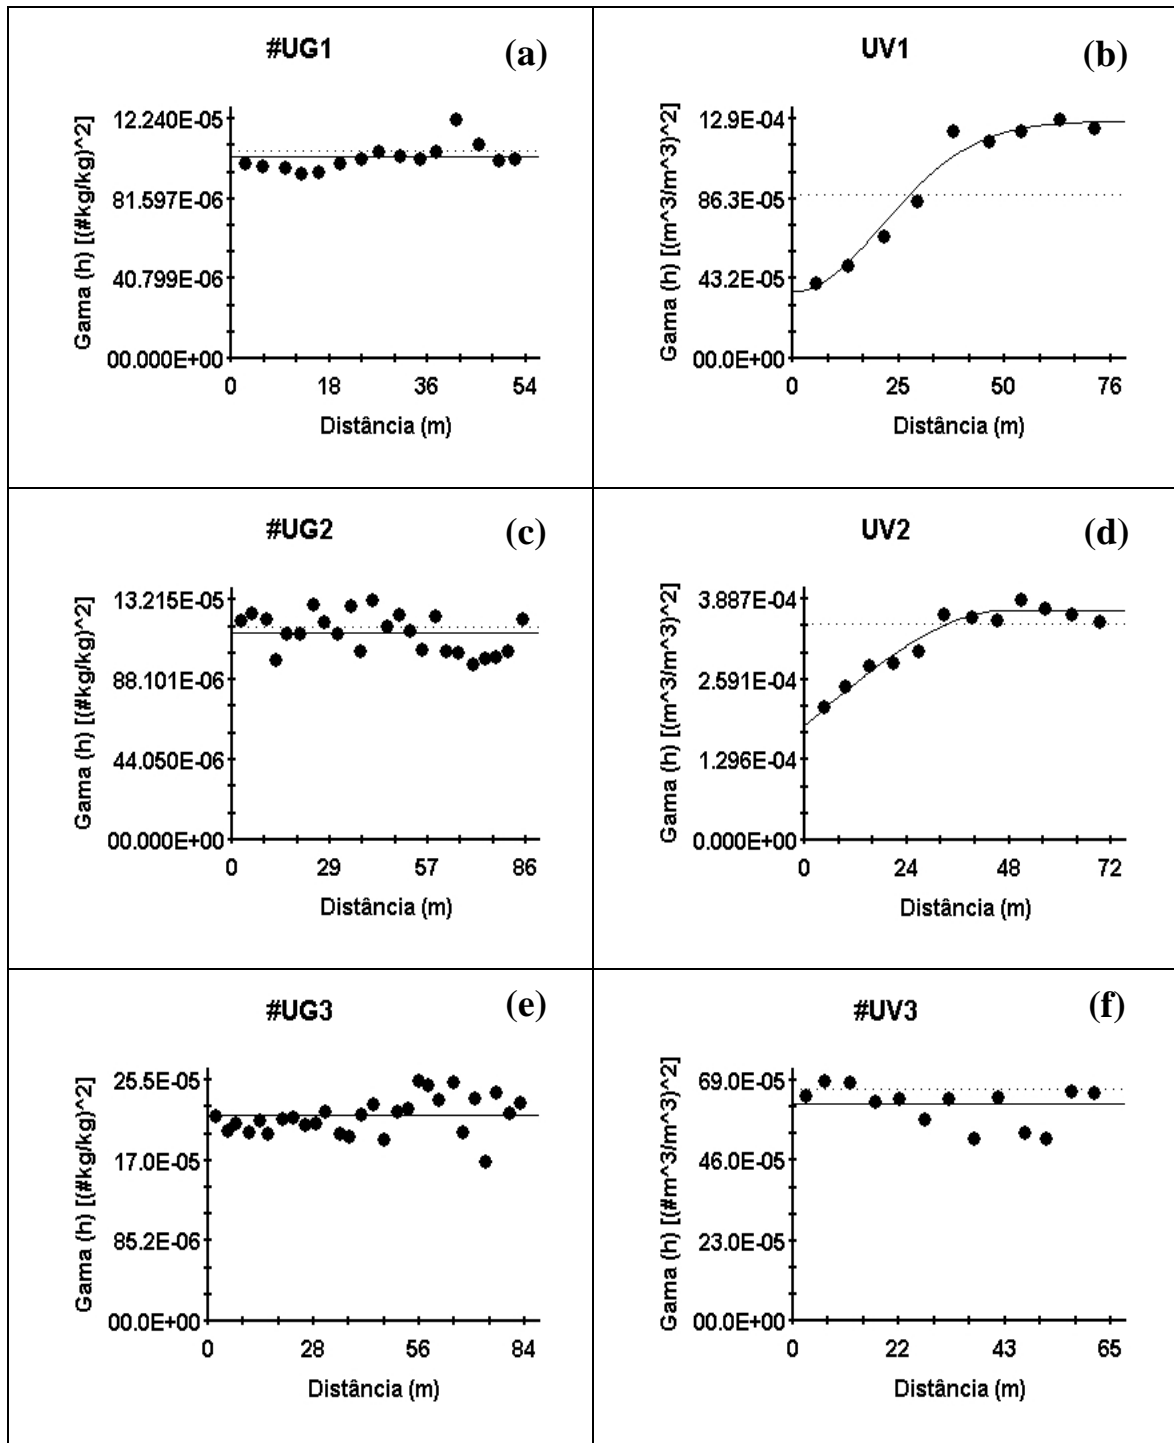 #UG1 (a)
Gama (h) [(#kg/kg)^2]
12.240E-05
81.597E-06
40.799E-06
00.000E+00
0 18 36 54
Distância (m)
UV1 (b)
Gama (h) [(m^3/m^3)^2]
12.9E-04
86.3E-05
43.2E-05
00.0E+00
0 25 50 76
Distância (m)
#UG2 (c)
Gama (h) [(#kg/kg)^2]
13.215E-05
88.101E-06
44.050E-06
00.000E+00
0 29 57 86
Distância (m)
UV2 (d)
Gama (h) [(m^3/m^3)^2]
3.887E-04
2.591E-04
1.296E-04
0.000E+00
0 24 48 72
Distância (m)
#UG3 (e)
Gama (h) [(#kg/kg)^2]
25.5E-05
17.0E-05
85.2E-06
00.0E+00
0 28 56 84
Distância (m)
#UV3 (f)
Gama (h) [(#m^3/m^3)^2]
69.0E-05
46.0E-05
23.0E-05
00.0E+00
0 22 43 65
Distância (m)